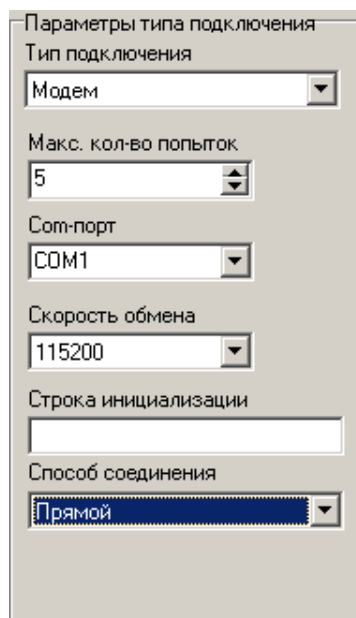 Параметры типа подключения
Тип подключения
Модем
Макс. кол-во попыток
5
Com-порт
COM1
Скорость обмена
115200
Строка инициализации
Способ соединения
Прямой